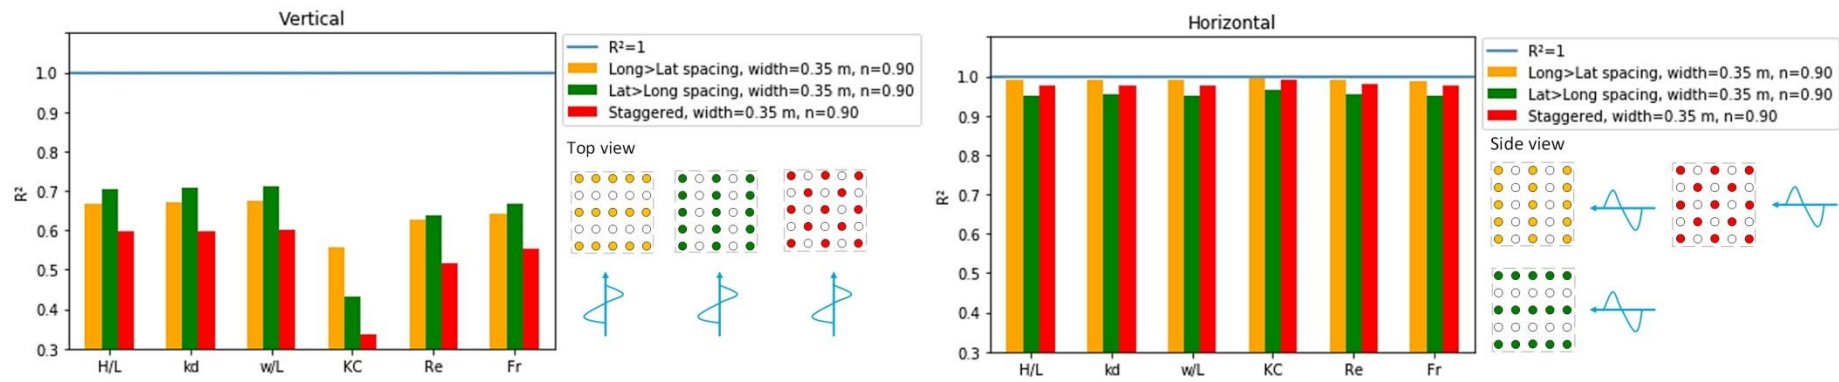 Vertical
R²
1.0
0.9
0.8
0.7
0.6
0.5
0.4
0.3
H/L kd w/L KC Re Fr
R²=1
Long>Lat spacing, width=0.35 m, n=0.90
Lat>Long spacing, width=0.35 m, n=0.90
Staggered, width=0.35 m, n=0.90
Top view
Horizontal
R²
1.0
0.9
0.8
0.7
0.6
0.5
0.4
0.3
H/L kd w/L KC Re Fr
R²=1
Long>Lat spacing, width=0.35 m, n=0.90
Lat>Long spacing, width=0.35 m, n=0.90
Staggered, width=0.35 m, n=0.90
Side view